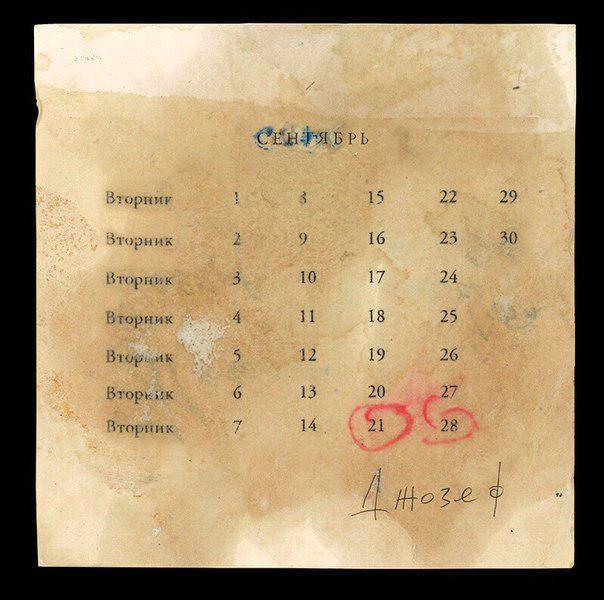 СЕНТЯБРЬ
Вторник 1 8 15 22 29
Вторник 2 9 16 23 30
Вторник 3 10 17 24
Вторник 4 11 18 25
Вторник 5 12 19 26
Вторник 6 13 20 27
Вторник 7 14 21 28
Джозеф